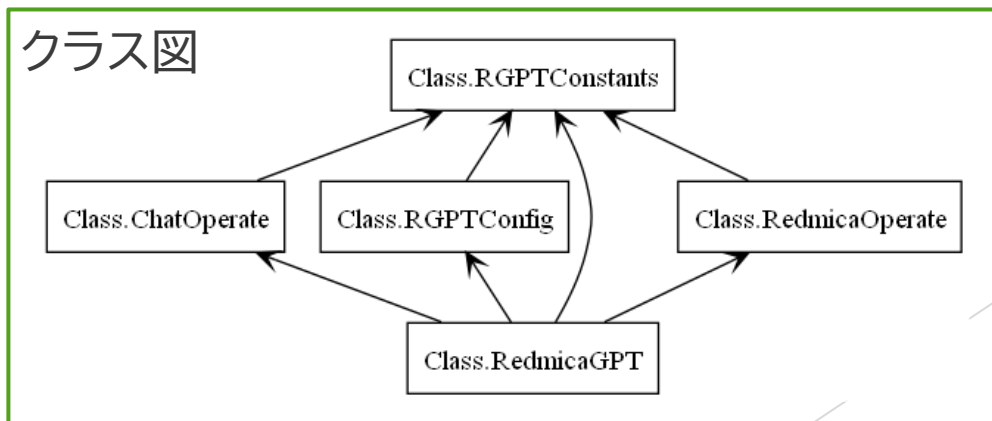 クラス図
Class.RGPTConstants
Class.ChatOperate
Class.RGPTConfig
Class.RedmicaOperate
Class.RedmicaGPT